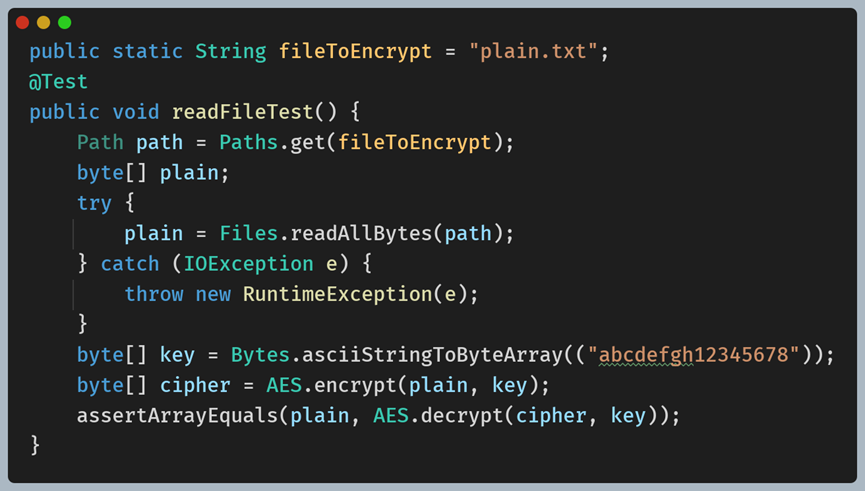 public static String fileToEncrypt = "plain.txt";
@Test
public void readFileTest() {
    Path path = Paths.get(fileToEncrypt);
    byte[] plain;
    try {
        plain = Files.readAllBytes(path);
    } catch (IOException e) {
        throw new RuntimeException(e);
    }
    byte[] key = Bytes.asciiStringToByteArray(("abcdefgh12345678"));
    byte[] cipher = AES.encrypt(plain, key);
    assertArrayEquals(plain, AES.decrypt(cipher, key));
}